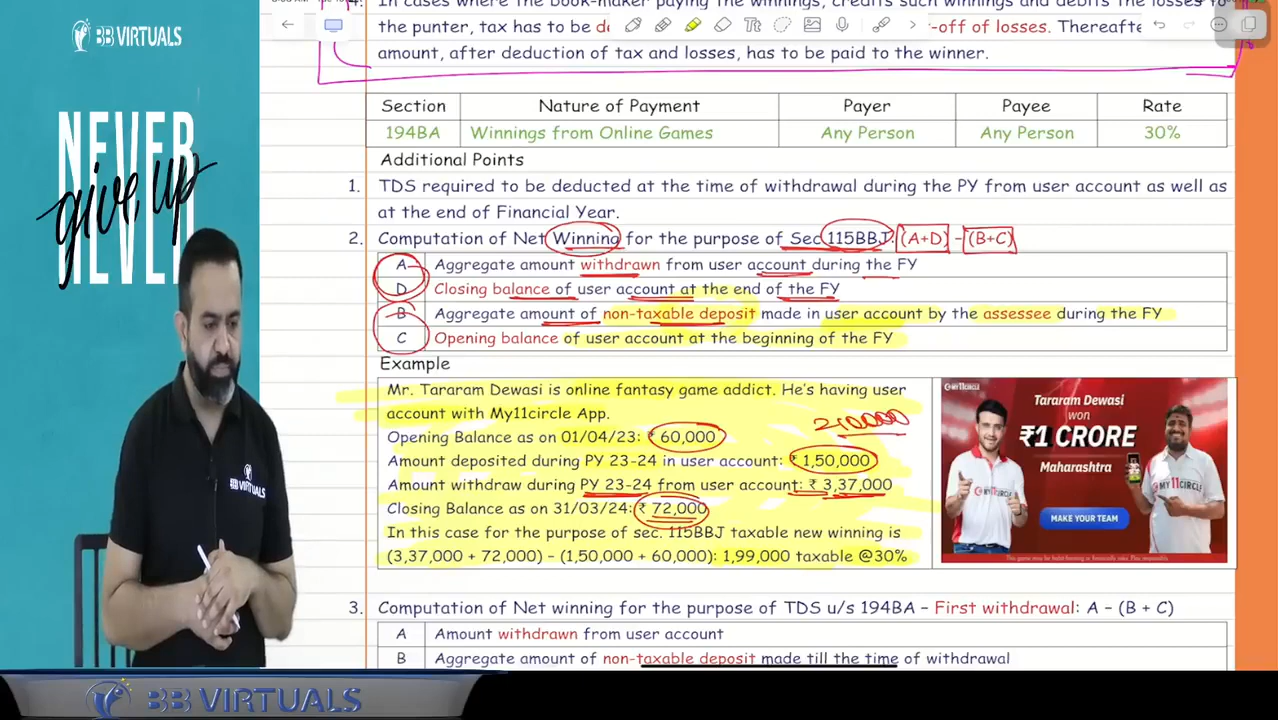 BB VIRTUALS
NEVER
give up
NEVER
BB VIRTUALS
4. In cases where the book-maker paying the winnings, credits such winnings and debits the losses to
the punter, tax has to be de -off of losses. Thereafte
amount, after deduction of tax and losses, has to be paid to the winner.
Section Nature of Payment Payer Payee Rate
194BA Winnings from Online Games Any Person Any Person 30%
Additional Points
1. TDS required to be deducted at the time of withdrawal during the PY from user account as well as
at the end of Financial Year.
2. Computation of Net Winning for the purpose of Sec 115BBJ: (A+D) – (B+C)
A Aggregate amount withdrawn from user account during the FY
D Closing balance of user account at the end of the FY
B Aggregate amount of non-taxable deposit made in user account by the assessee during the FY
C Opening balance of user account at the beginning of the FY
Example
Mr. Tararam Dewasi is online fantasy game addict. He's having user
account with My11circle App.
210000
Opening Balance as on 01/04/23: ₹ 60,000
Amount deposited during PY 23-24 in user account: ₹ 1,50,000
Amount withdraw during PY 23-24 from user account: ₹ 3,37,000
Closing Balance as on 31/03/24: ₹ 72,000
In this case for the purpose of sec. 115BBJ taxable new winning is
(3,37,000 + 72,000) – (1,50,000 + 60,000): 1,99,000 taxable @30%
MY11CIRCLE
Tararam Dewasi
won
₹1 CRORE
Maharashtra
MY11CIRCLE
MY11CIRCLE
MAKE YOUR TEAM
3. Computation of Net winning for the purpose of TDS u/s 194BA – First withdrawal: A – (B + C)
A Amount withdrawn from user account
B Aggregate amount of non-taxable deposit made till the time of withdrawal
BB VIRTUALS